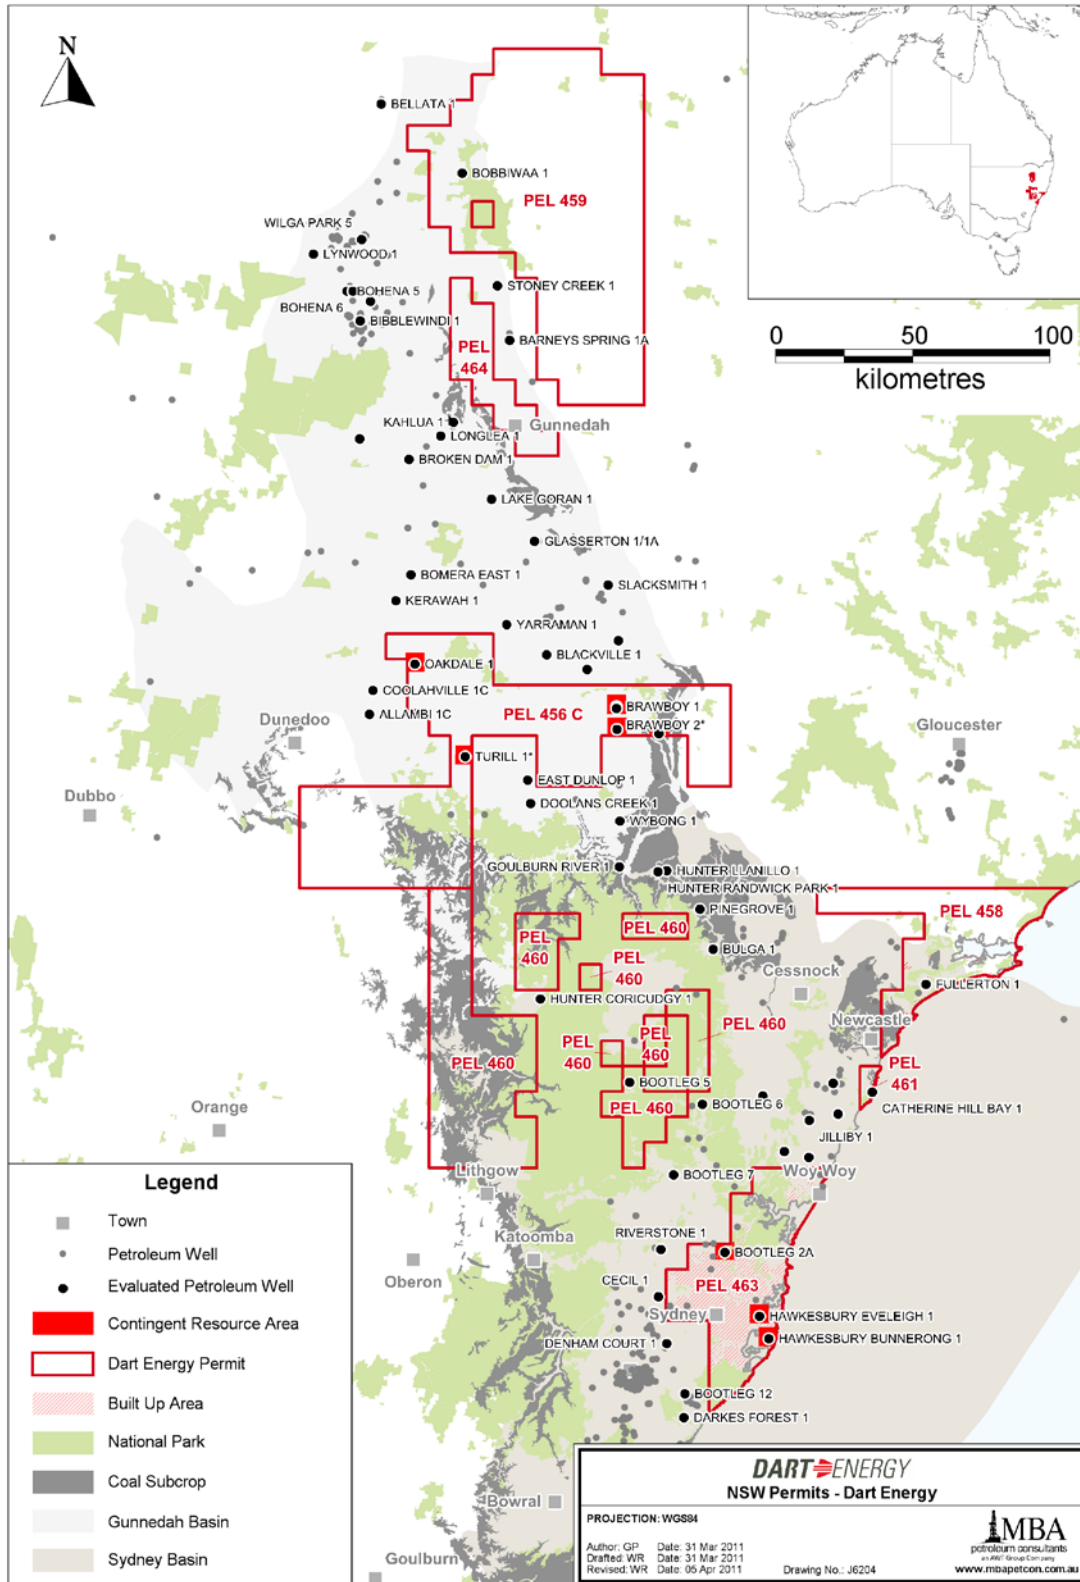 N
BELLATA 1
BOBBIWAA 1
PEL 459
WILGA PARK 5
LYNWOOD 1
STONEY CREEK 1
BOHENA 5
BOHENA 6
BIBBLEWINDI 1
BARNEYS SPRING 1A
PEL
464
0 50 100
kilometres
KAHLUA 1
Gunnedah
LONGLEA 1
BROKEN DAM 1
LAKE GORAN 1
GLASSERTON 1/1A
BOMERA EAST 1
SLACKSMITH 1
KERAWAH 1
YARRAMAN 1
BLACKVILLE 1
OAKDALE 1
COOLAHVILLE 1C
BRAWBOY 1
ALLAMBI 1C
PEL 456 C
Dunedoo
BRAWBOY 2*
Gloucester
TURILL 1*
EAST DUNLOP 1
Dubbo
DOOLANS CREEK 1
WYBONG 1
GOULBURN RIVER 1
HUNTER LLANILLO 1
HUNTER RANDWICK PARK 1
PINEGROVE 1
PEL 458
PEL
460
PEL 460
BULGA 1
PEL
460
Cessnock
FULLERTON 1
HUNTER CORICUDGY 1
Newcastle
PEL 460
PEL
460
PEL
460
PEL 460
PEL
461
BOOTLEG 5
BOOTLEG 6
PEL 460
CATHERINE HILL BAY 1
Orange
JILLIBY 1
Lithgow
BOOTLEG 7
Woy Woy
RIVERSTONE 1
Katoomba
BOOTLEG 2A
Oberon
CECIL 1
PEL 463
Sydney
HAWKESBURY EVELEIGH 1
DENHAM COURT 1
HAWKESBURY BUNNERONG 1
BOOTLEG 12
DARKES FOREST 1
Bowral
Goulburn
Legend
Town
Petroleum Well
Evaluated Petroleum Well
Contingent Resource Area
Dart Energy Permit
Built Up Area
National Park
Coal Subcrop
Gunnedah Basin
Sydney Basin
DART ENERGY
NSW Permits - Dart Energy
PROJECTION: WGS84
Author: GP Date: 31 Mar 2011
Drafted: WR Date: 31 Mar 2011
Revised: WR Date: 05 Apr 2011
Drawing No.: J6204
MBA
petroleum consultants
an AWT Group Company
www.mbapetcon.com.au